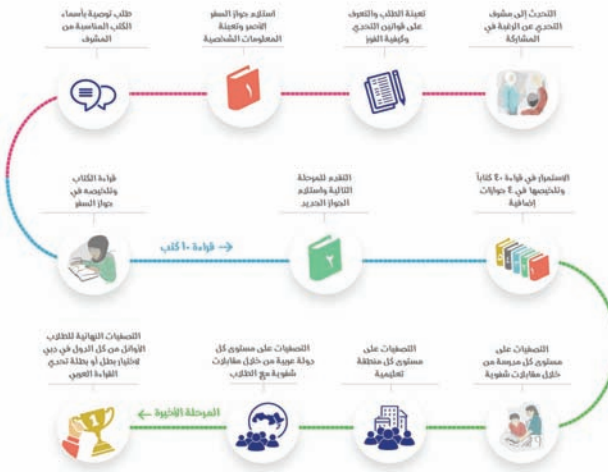 التحدث إلى مشرف
التحدي عن الرغبة في
المشاركة
تعبئة الطلب والتعرف
على قوانين التحدي
وكيفية الفوز
استلام جواز السفر
الأحمر وتعبئة
المعلومات الشخصية
طلب توصية بأسماء
الكتب المناسبة من
المشرف
١
قراءة الكتاب
وتلخيصه في
جواز السفر
قراءة ١٠ كتب
التقدم للمرحلة
التالية واستلام
الجواز الجديد
٢
الاستمرار في قراءة ٤٠ كتاباً
وتلخيصها في ٤ جوازات
إضافية
التصفيات على
مستوى كل مدرسة من
خلال مقابلات شفوية
التصفيات على
مستوى كل منطقة
تعليمية
التصفيات على مستوى كل
دولة عربية من خلال مقابلات
شفوية مع الطلاب
المرحلة الأخيرة
التصفيات النهائية للطلاب
الأوائل من كل الدول في دبي
لاختيار بطل أو بطلة تحدي
القراءة العربي
1